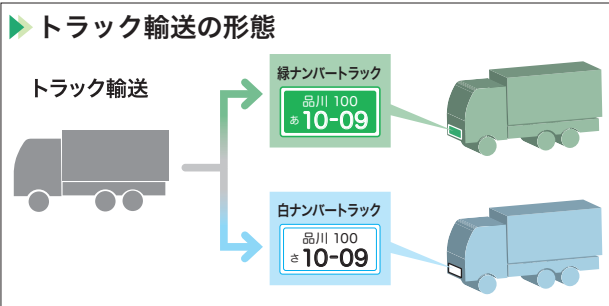 トラック輸送の形態
トラック輸送
緑ナンバートラック
品川 100
あ 10-09
白ナンバートラック
品川 100
さ 10-09